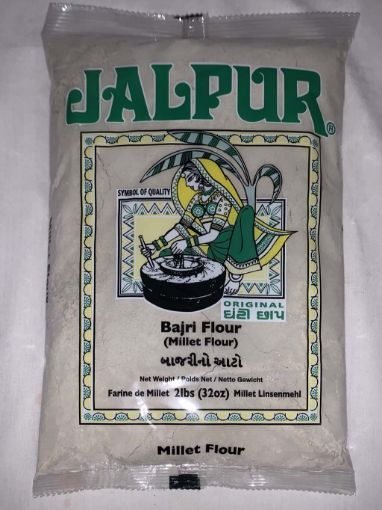 JALPUR®
SYMBOL OF QUALITY
ORIGINAL
ઘંટી છાપ
Bajri Flour
(Millet Flour)
બાજરીનો આટો
Net Weight / Poids Net / Netto Gewicht
Farine de Millet 2lbs (32oz) Millet Linsenmehl
Millet Flour